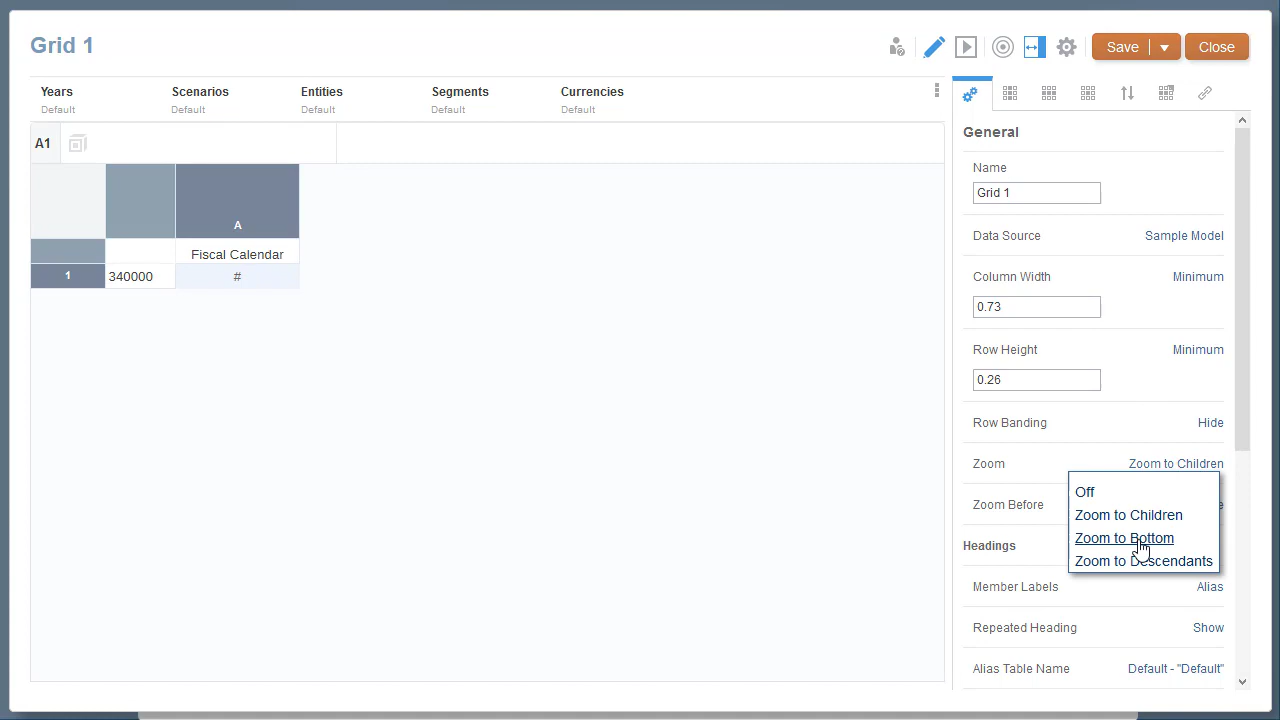 Grid 1
Save
Close
Years Scenarios Entities Segments Currencies
Default Default Default Default Default
A1
A
Fiscal Calendar
1 340000 #
General
Name
Grid 1
Data Source Sample Model
Column Width Minimum
0.73
Row Height Minimum
0.26
Row Banding Hide
Zoom Zoom to Children
Off
Zoom Before
Zoom to Children
Zoom to Bottom
Zoom to Descendants
Headings
Member Labels Alias
Repeated Heading Show
Alias Table Name Default - "Default"